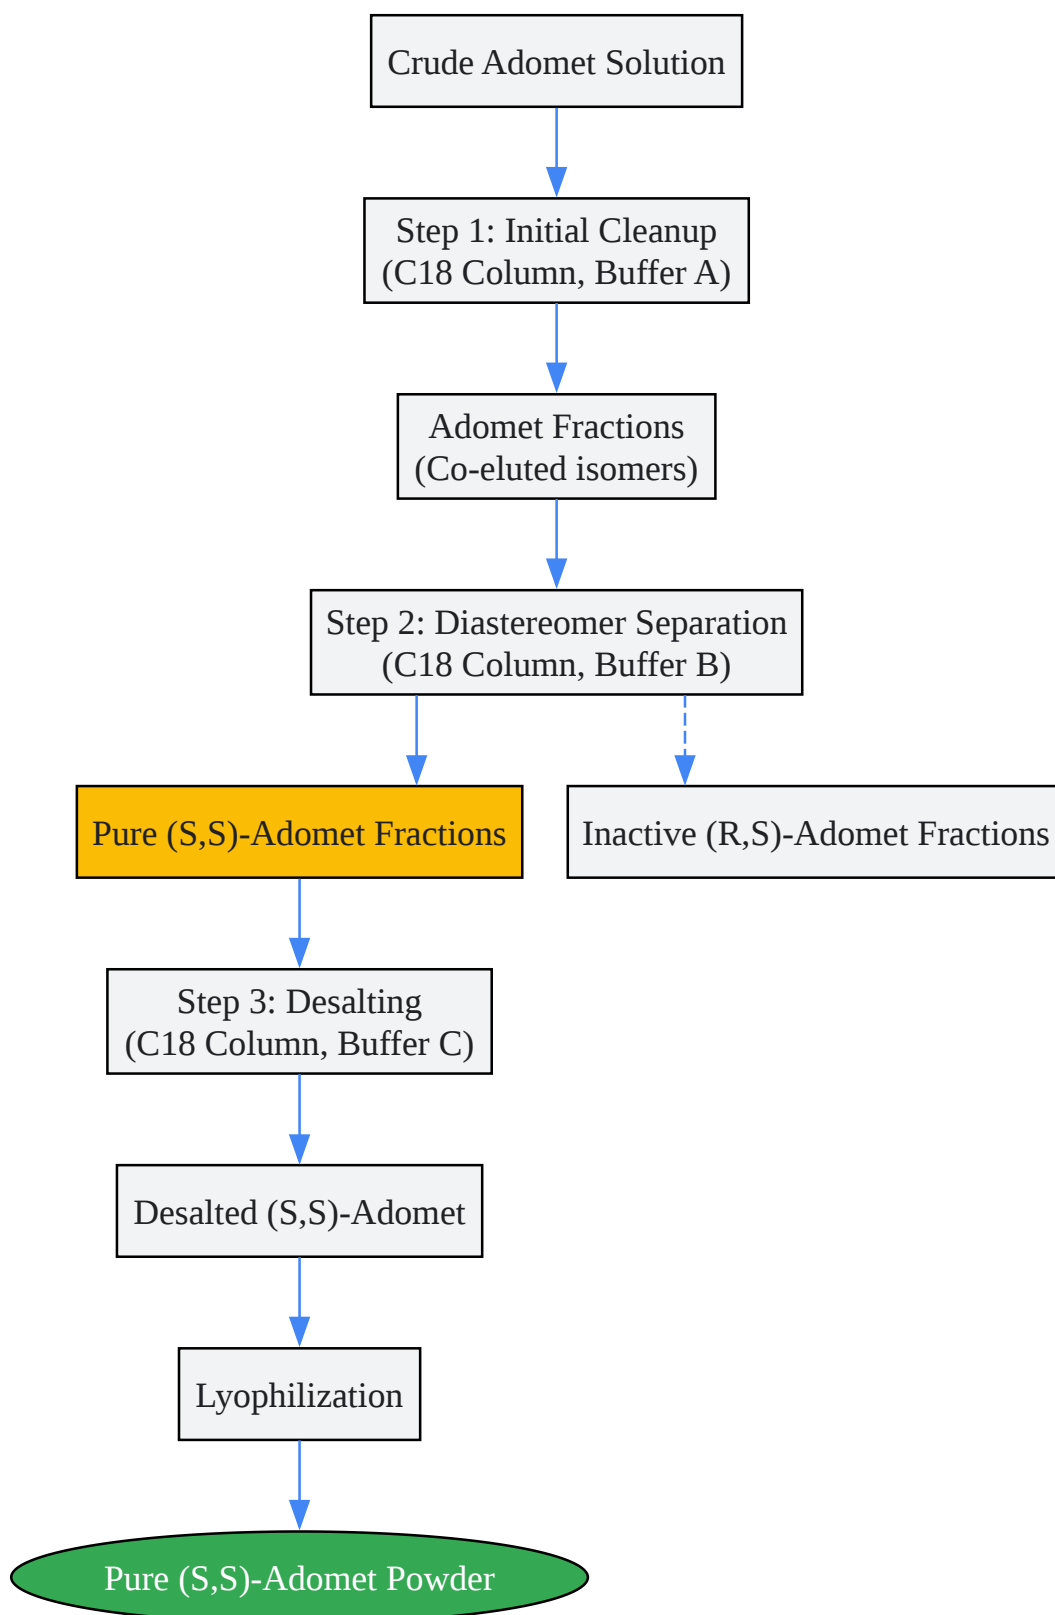 Crude Adomet Solution
Step 1: Initial Cleanup
(C18 Column, Buffer A)
Adomet Fractions
(Co-eluted isomers)
Step 2: Diastereomer Separation
(C18 Column, Buffer B)
Pure (S,S)-Adomet Fractions
Inactive (R,S)-Adomet Fractions
Step 3: Desalting
(C18 Column, Buffer C)
Desalted (S,S)-Adomet
Lyophilization
Pure (S,S)-Adomet Powder